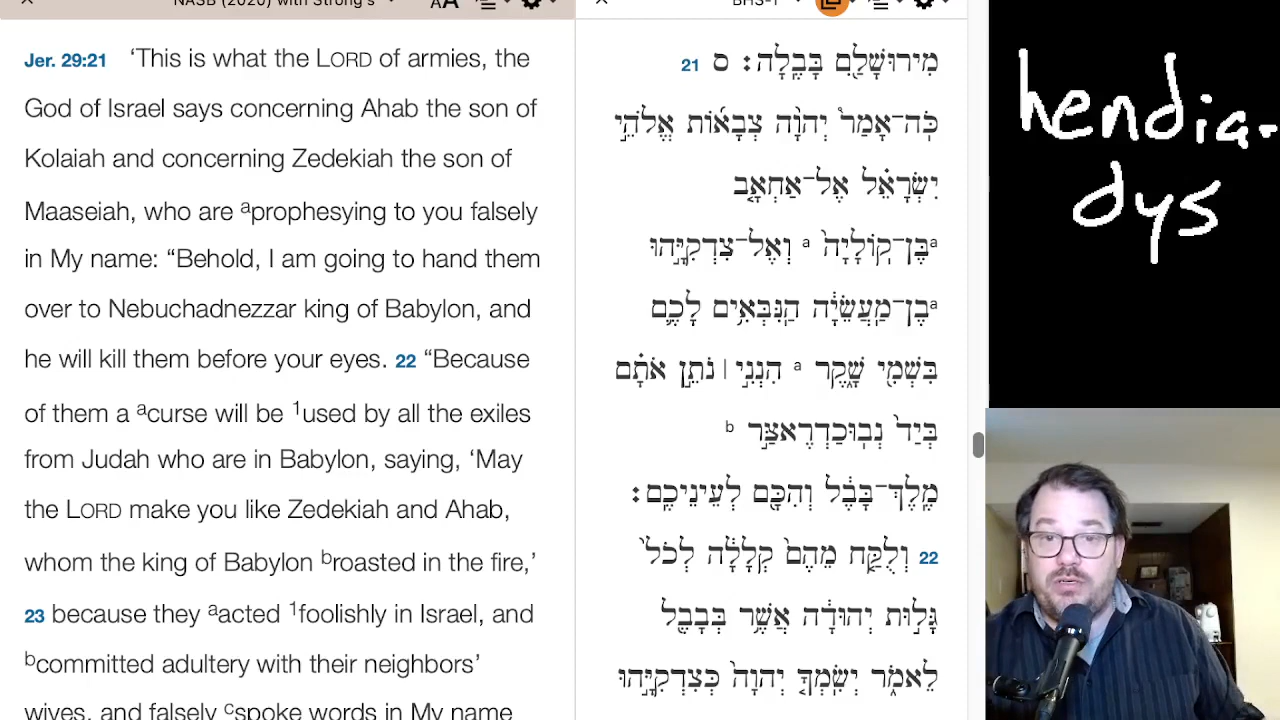 NASB (2020) with Strong's
AA
BHS-T
Jer. 29:21 ‘This is what the LORD of armies, the
God of Israel says concerning Ahab the son of
Kolaiah and concerning Zedekiah the son of
Maaseiah, who are aprophesying to you falsely
in My name: “Behold, I am going to hand them
over to Nebuchadnezzar king of Babylon, and
he will kill them before your eyes. 22 “Because
of them a acurse will be 1used by all the exiles
from Judah who are in Babylon, saying, ‘May
the LORD make you like Zedekiah and Ahab,
whom the king of Babylon broasted in the fire,’
23 because they aacted 1foolishly in Israel, and
bcommitted adultery with their neighbors’
wives, and falsely cspoke words in My name
מִירוּשָׁלִַ֖ם בָּבֶֽלָה׃ ס 21
כֹּֽה־אָמַר֩ יְהוָ֨ה צְבָא֜וֹת אֱלֹהֵ֣י
יִשְׂרָאֵ֗ל אֶל־אַחְאָ֤ב
aבֶּן־קֽוֹלָיָה֙ a וְאֶל־צִדְקִיָּ֣הוּ
aבֶן־מַֽעֲשֵׂיָ֔ה הַֽנִּבְּאִ֥ים לָכֶ֛ם
בִּשְׁמִ֖י שָׁ֑קֶר a הִנְנִ֣י ׀ נֹתֵ֣ן אֹתָ֗ם
בְּיַד֙ נְבֽוּכַדְרֶאצַּ֣ר b
מֶֽלֶךְ־בָּבֶ֔ל וְהִכָּ֖ם לְעֵינֵיכֶֽם׃
22 וְלֻקַּ֤ח מֵהֶם֙ קְלָלָ֔ה לְכֹל֙
גָּל֣וּת יְהוּדָ֔ה אֲשֶׁ֥ר בְּבָבֶ֖ל
לֵאמֹ֑ר יְשִֽׂמְךָ֤ יְהוָה֙ כְּצִדְקִיָּ֣הוּ
hendia-
dys